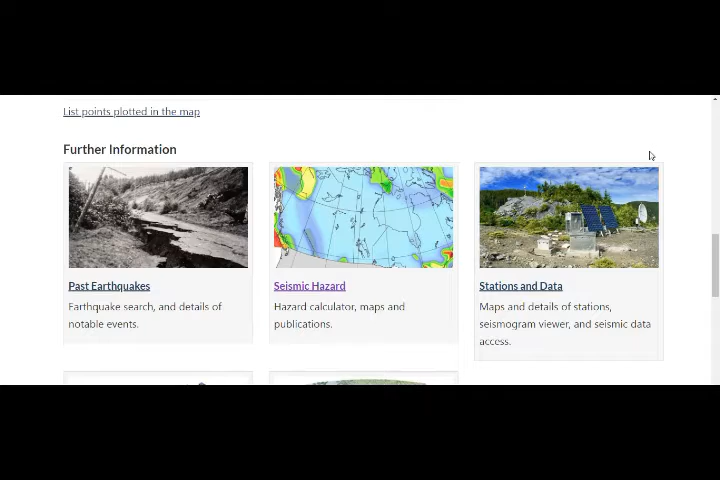 List points plotted in the map
Further Information
Past Earthquakes
Earthquake search, and details of
notable events.
Seismic Hazard
Hazard calculator, maps and
publications.
Stations and Data
Maps and details of stations,
seismogram viewer, and seismic data
access.